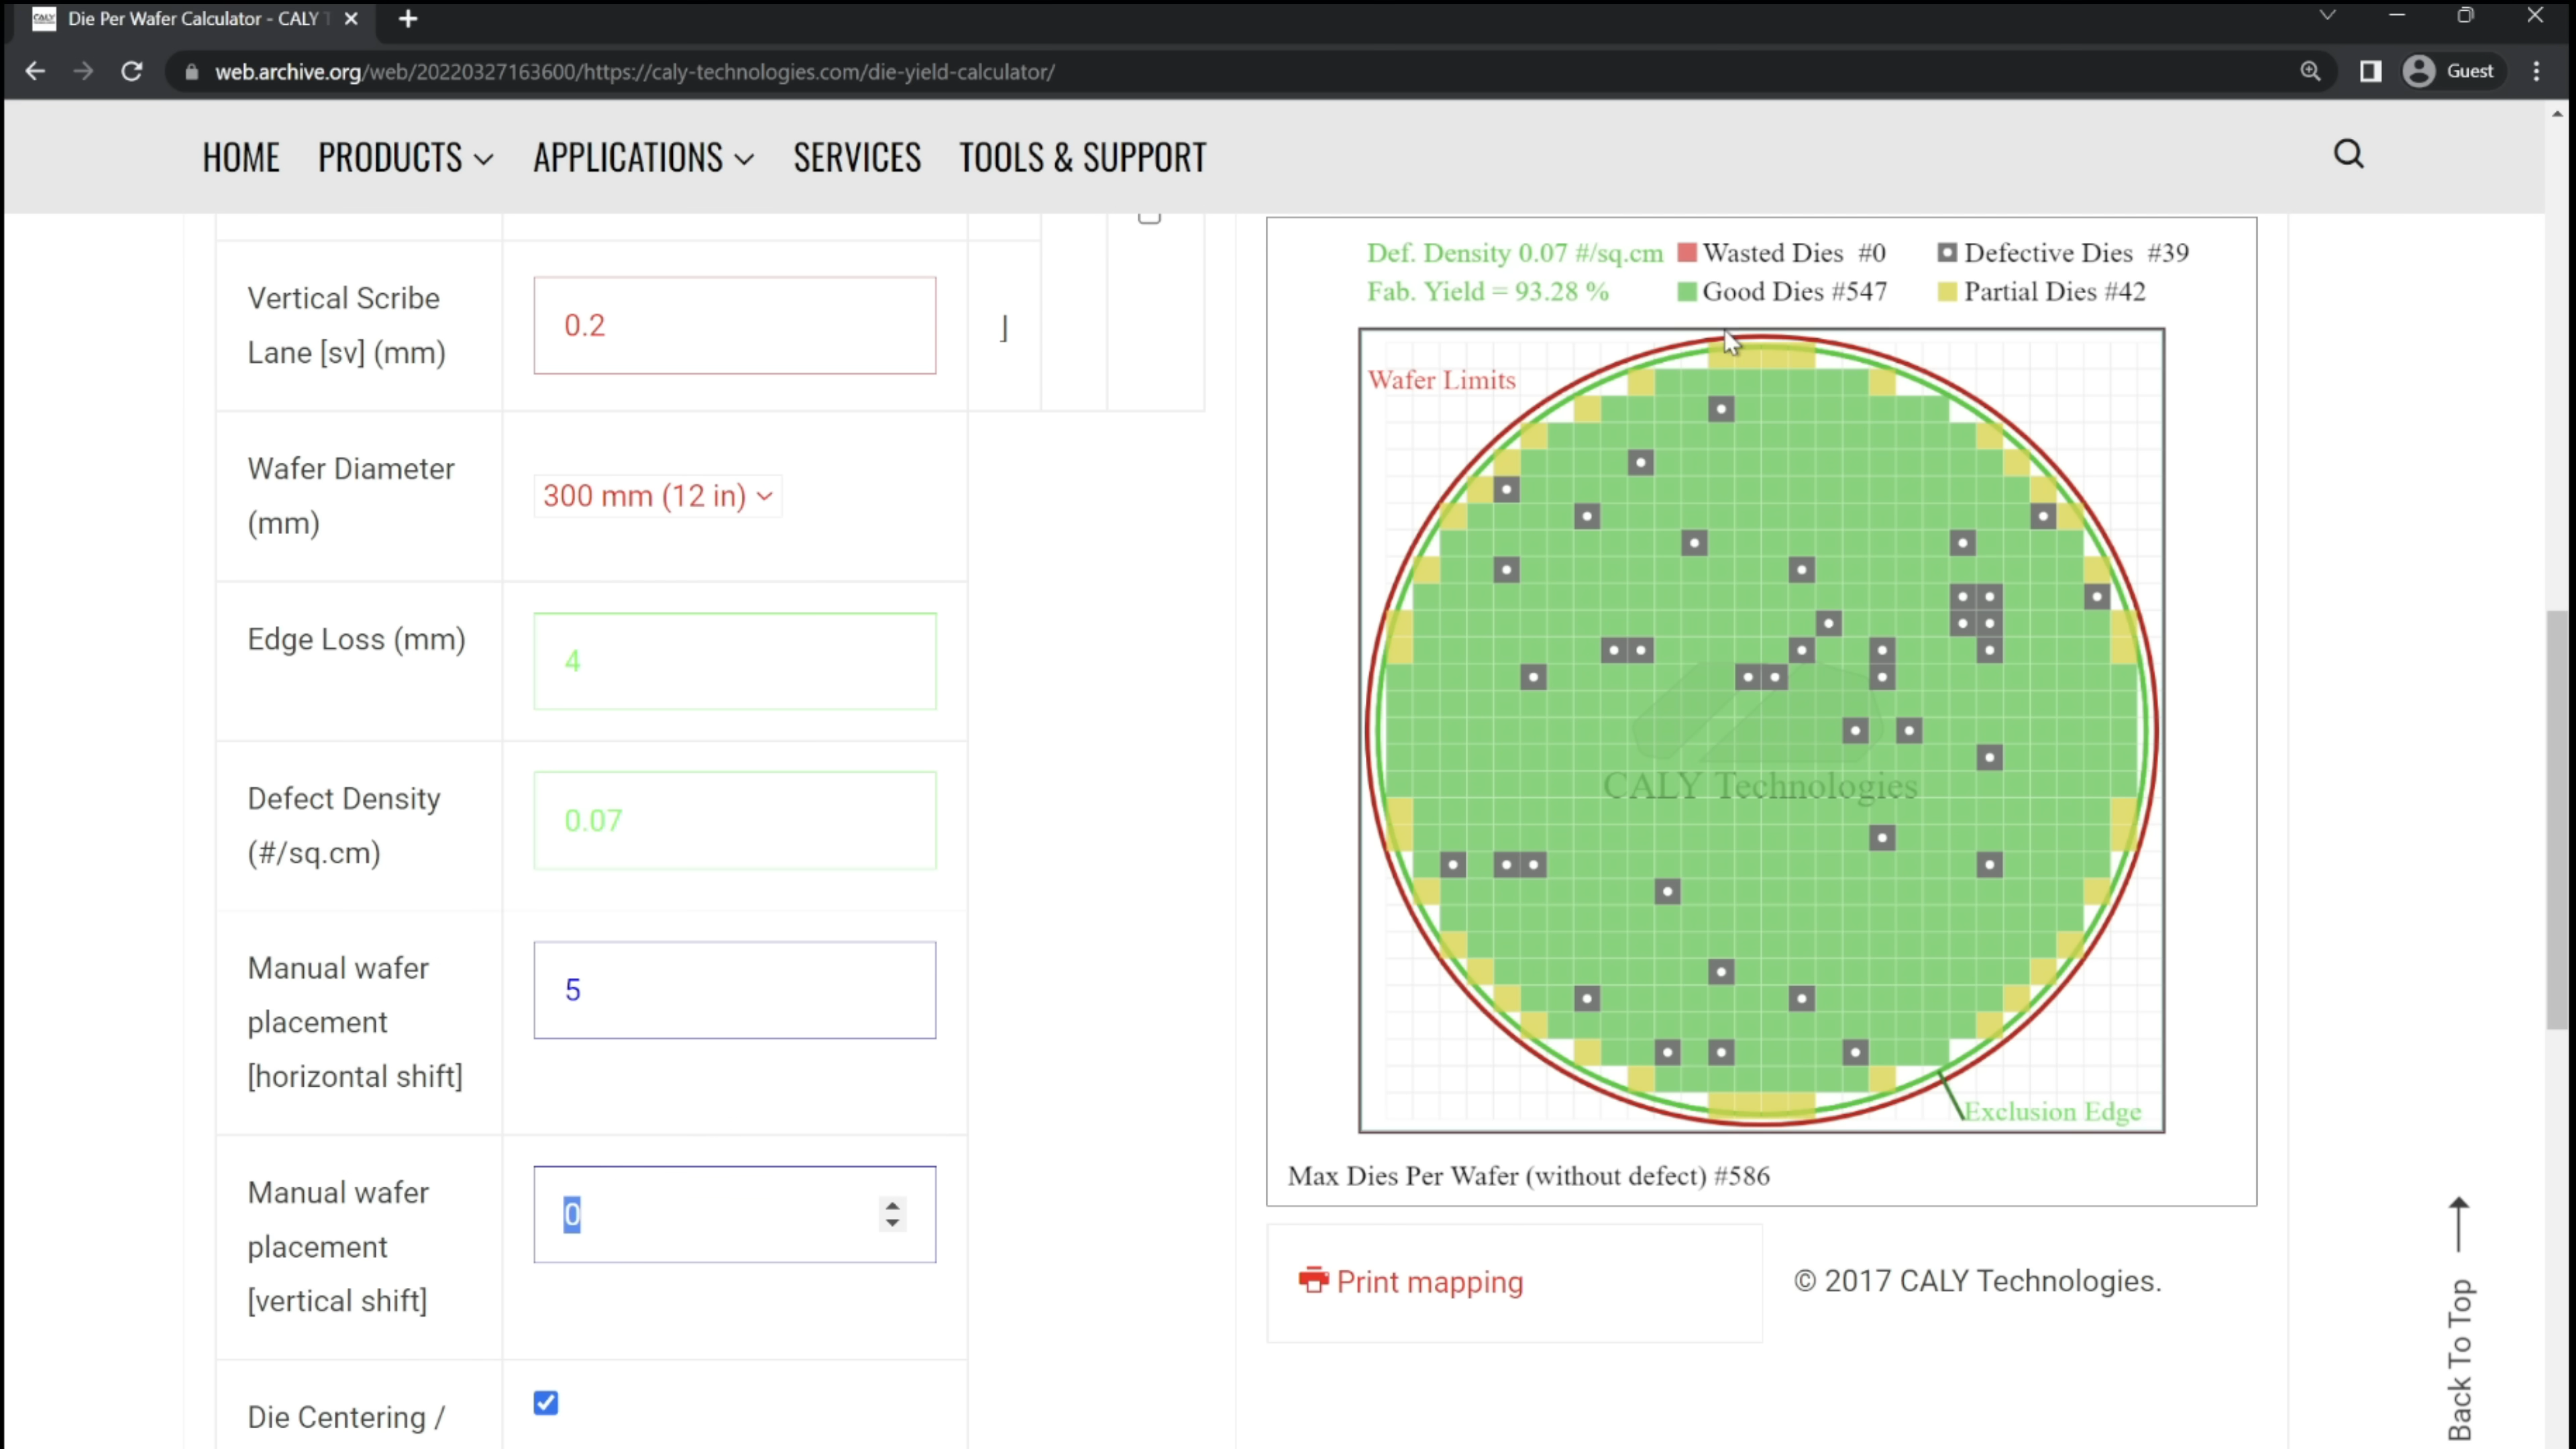 CALY
Die Per Wafer Calculator - CALY T
web.archive.org/web/20220327163600/https://caly-technologies.com/die-yield-calculator/
Guest
HOME PRODUCTS APPLICATIONS SERVICES TOOLS & SUPPORT
Vertical Scribe
Lane [sv] (mm)
0.2
]
Wafer Diameter
(mm)
300 mm (12 in)
Edge Loss (mm)
4
Defect Density
(#/sq.cm)
0.07
Manual wafer
placement
[horizontal shift]
5
Manual wafer
placement
[vertical shift]
0
Die Centering /
Def. Density 0.07 #/sq.cm Wasted Dies #0 Defective Dies #39
Fab. Yield = 93.28 % Good Dies #547 Partial Dies #42
Wafer Limits
CALY Technologies
Exclusion Edge
Max Dies Per Wafer (without defect) #586
Print mapping
© 2017 CALY Technologies.
Back To Top